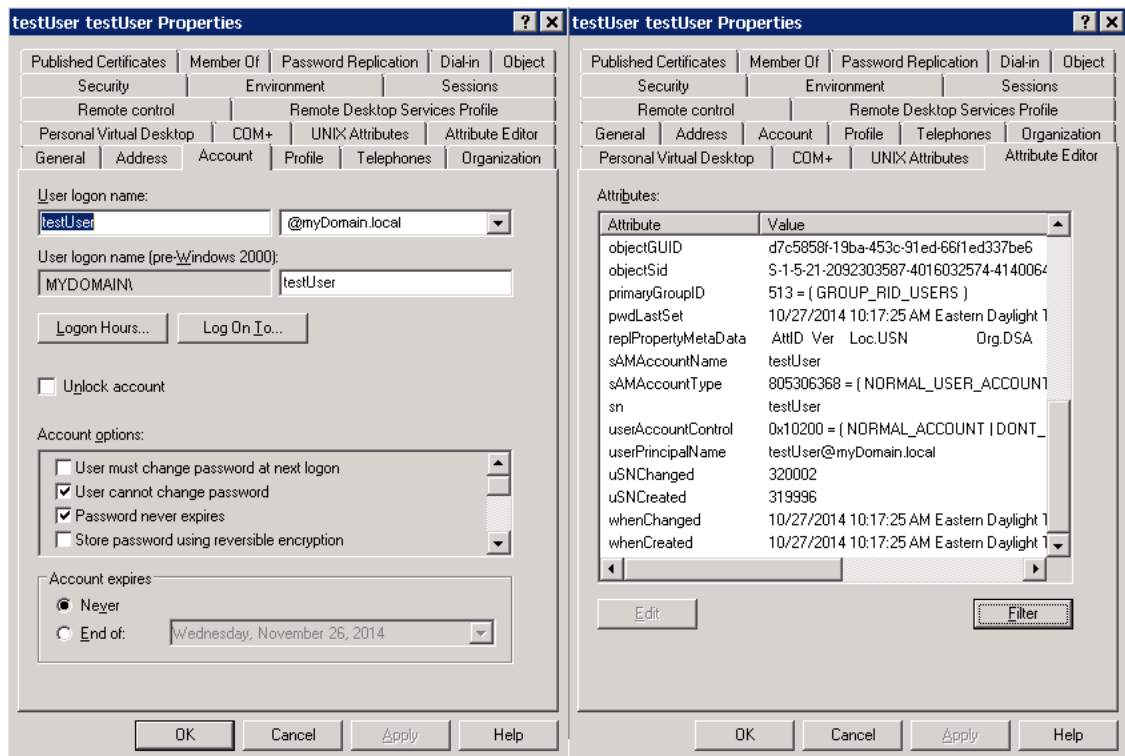 testUser testUser Properties
Published Certificates Member Of Password Replication Dial-in Object
Security Environment Sessions
Remote control Remote Desktop Services Profile
Personal Virtual Desktop COM+ UNIX Attributes Attribute Editor
General Address Account Profile Telephones Organization
User logon name:
testUser @myDomain.local
User logon name (pre-Windows 2000):
MYDOMAIN\ testUser
Logon Hours... Log On To...
Unlock account
Account options:
User must change password at next logon
User cannot change password
Password never expires
Store password using reversible encryption
Account expires
Never
End of: Wednesday, November 26, 2014
OK Cancel Apply Help
testUser testUser Properties
Published Certificates Member Of Password Replication Dial-in Object
Security Environment Sessions
Remote control Remote Desktop Services Profile
General Address Account Profile Telephones Organization
Personal Virtual Desktop COM+ UNIX Attributes Attribute Editor
Attributes:
Attribute Value
objectGUID d7c5858f-19ba-453c-91ed-66f1ed337be6
objectSid S-1-5-21-2092303587-4016032574-4140064
primaryGroupID 513 = ( GROUP_RID_USERS )
pwdLastSet 10/27/2014 10:17:25 AM Eastern Daylight T
replPropertyMetaData AttID Ver Loc.USN Org.DSA
sAMAccountName testUser
sAMAccountType 805306368 = ( NORMAL_USER_ACCOUNT
sn testUser
userAccountControl 0x10200 = ( NORMAL_ACCOUNT | DONT_
userPrincipalName testUser@myDomain.local
uSNChanged 320002
uSNCreated 319996
whenChanged 10/27/2014 10:17:25 AM Eastern Daylight T
whenCreated 10/27/2014 10:17:25 AM Eastern Daylight T
Edit Filter
OK Cancel Apply Help